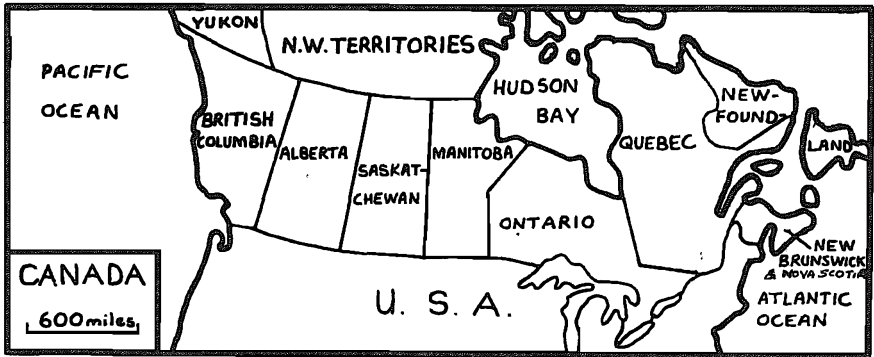 YUKON
N.W. TERRITORIES
PACIFIC
OCEAN
HUDSON
BAY
NEW-
FOUND-
LAND
BRITISH
COLUMBIA
ALBERTA
SASKAT-
CHEWAN
MANITOBA
QUEBEC
ONTARIO
NEW
BRUNSWICK
& NOVA SCOTIA
CANADA
600 miles
U. S. A.
ATLANTIC
OCEAN